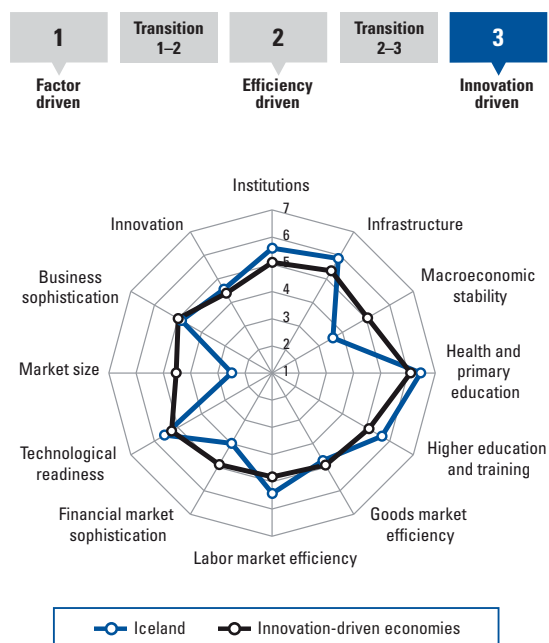 1
Transition
1–2
2
Transition
2–3
3
Factor
driven
Efficiency
driven
Innovation
driven
Institutions
Innovation
Infrastructure
Business
sophistication
Macroeconomic
stability
Market size
Health and
primary
education
Technological
readiness
Higher education
and training
Financial market
sophistication
Goods market
efficiency
Labor market efficiency
7
6
5
4
3
2
1
Iceland
Innovation-driven economies